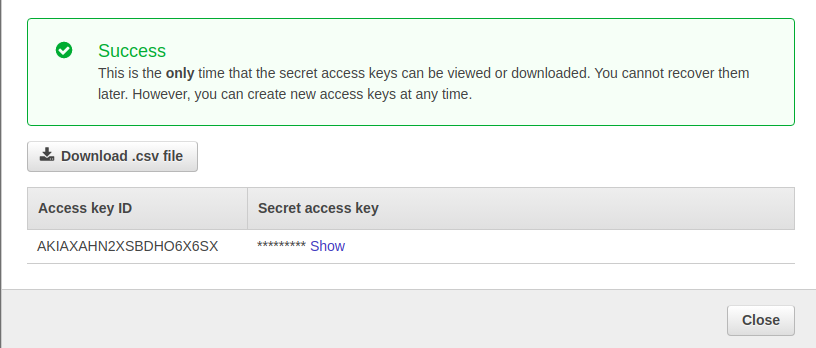 Success
This is the only time that the secret access keys can be viewed or downloaded. You cannot recover them
later. However, you can create new access keys at any time.
Download .csv file
Access key ID Secret access key
AKIAXAHN2XSBDHO6X6SX ********* Show
Close